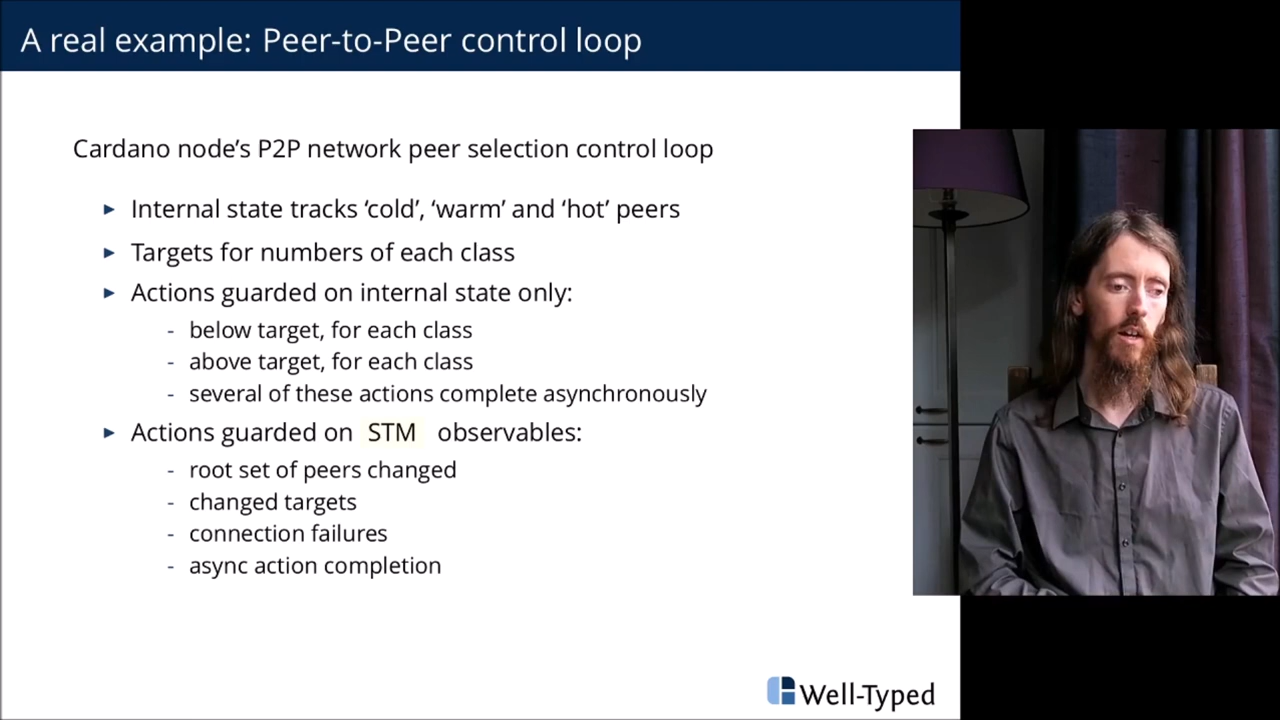 A real example: Peer-to-Peer control loop
Cardano node’s P2P network peer selection control loop
► Internal state tracks ‘cold’, ‘warm’ and ‘hot’ peers
► Targets for numbers of each class
► Actions guarded on internal state only:
- below target, for each class
- above target, for each class
- several of these actions complete asynchronously
► Actions guarded on STM observables:
- root set of peers changed
- changed targets
- connection failures
- async action completion
Well-Typed